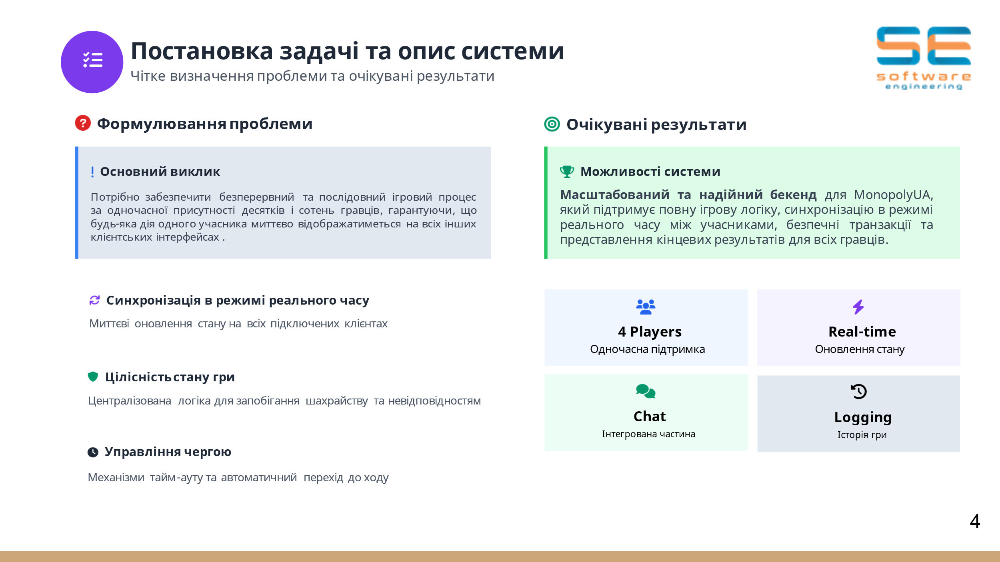 Постановка задачі та опис системи
Чітке визначення проблеми та очікувані результати
SE
software
engineering
Формулювання проблеми
Основний виклик
Потрібно забезпечити безперервний та послідовний ігровий процес
за одночасної присутності десятків і сотень гравців, гарантуючи, що
будь-яка дія одного учасника миттєво відображатиметься на всіх інших
клієнтських інтерфейсах .
Синхронізація в режимі реального часу
Миттєві оновлення стану на всіх підключених клієнтах
Цілісність стану гри
Централізована логіка для запобігання шахрайству та невідповідностям
Управління чергою
Механізми тайм-ауту та автоматичний перехід до ходу
Очікувані результати
Можливості системи
Масштабований та надійний бекенд для MonopolyUA,
який підтримує повну ігрову логіку, синхронізацію в режимі
реального часу між учасниками, безпечні транзакції та
представлення кінцевих результатів для всіх гравців.
4 Players
Одночасна підтримка
Real-time
Оновлення стану
Chat
Інтегрована частина
Logging
Історія гри
4